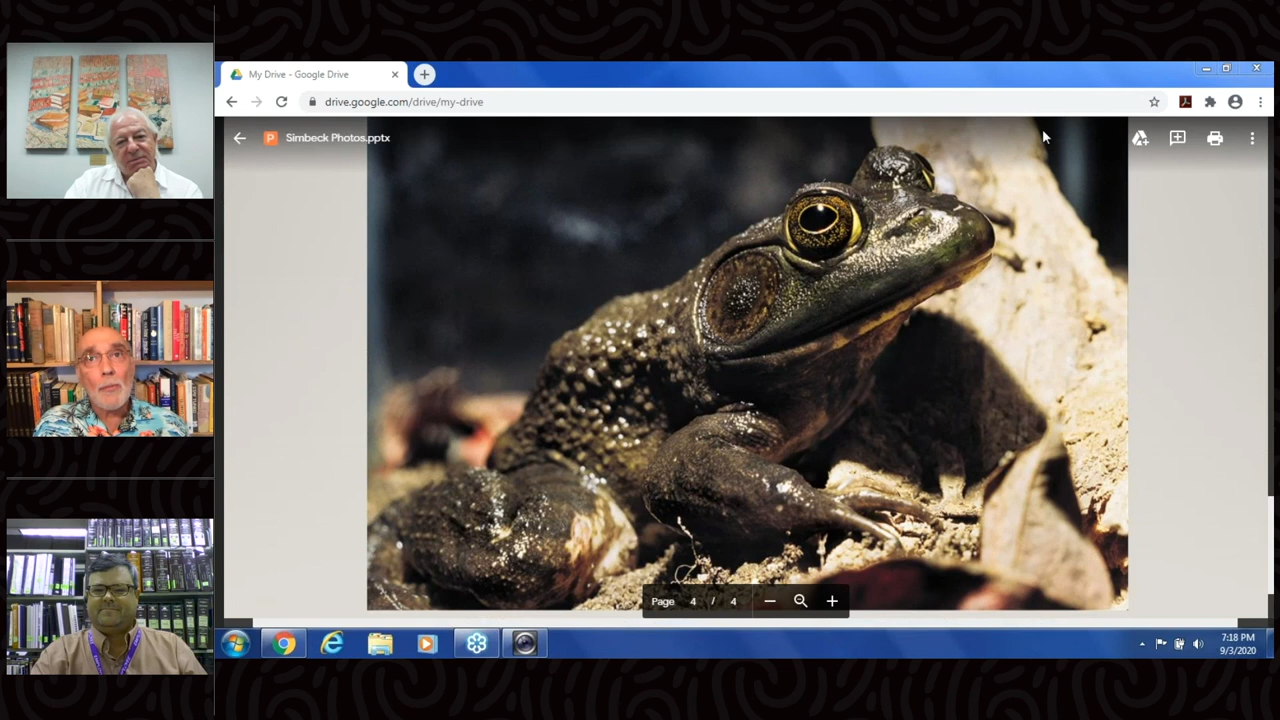 My Drive - Google Drive
drive.google.com/drive/my-drive
P Simbeck Photos.pptx
Page 4 / 4
7:18 PM
9/3/2020